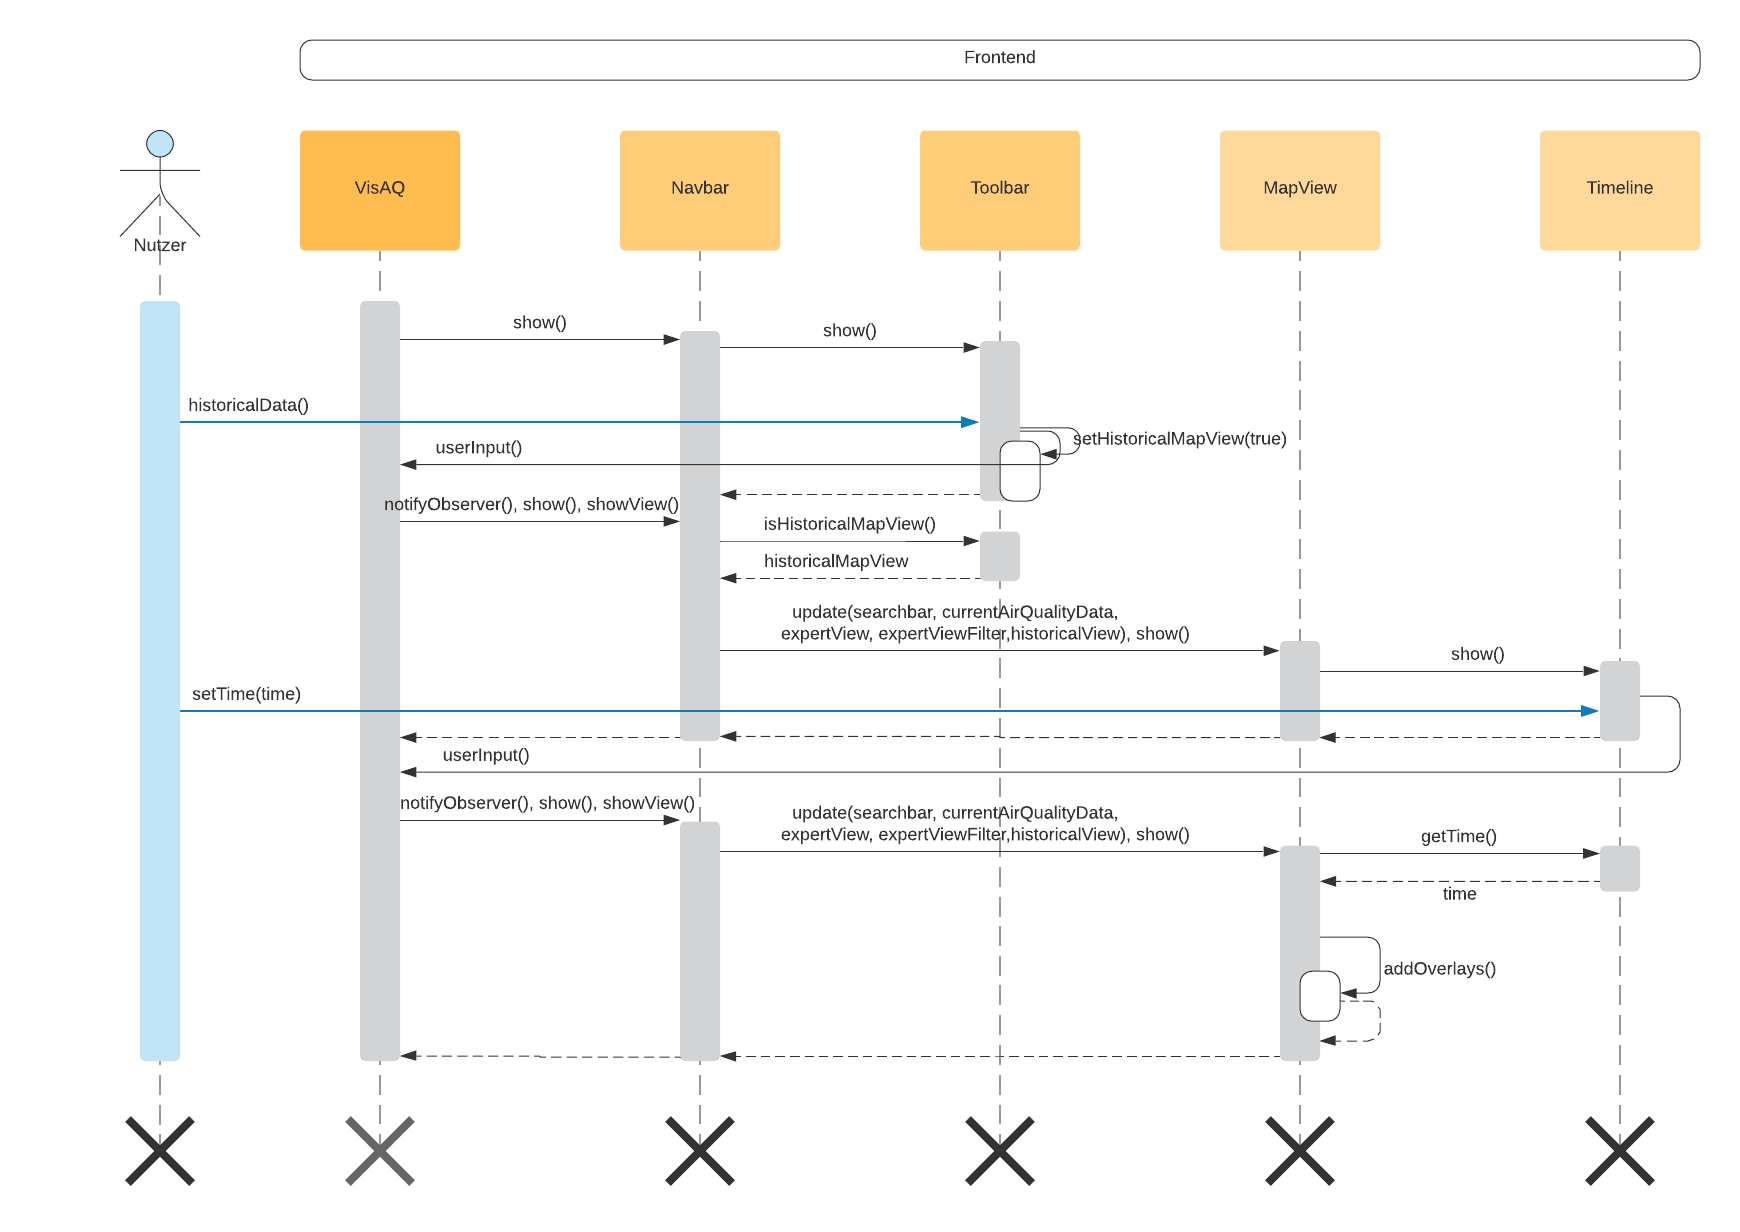 Frontend
VisAQ
Navbar
Toolbar
MapView
Timeline
Nutzer
show()
show()
historicalData()
setHistoricalMapView(true)
userInput()
notifyObserver(), show(), showView()
isHistoricalMapView()
historicalMapView
update(searchbar, currentAirQualityData,
expertView, expertViewFilter,historicalView), show()
show()
setTime(time)
userInput()
notifyObserver(), show(), showView()
update(searchbar, currentAirQualityData,
expertView, expertViewFilter,historicalView), show()
getTime()
time
addOverlays()